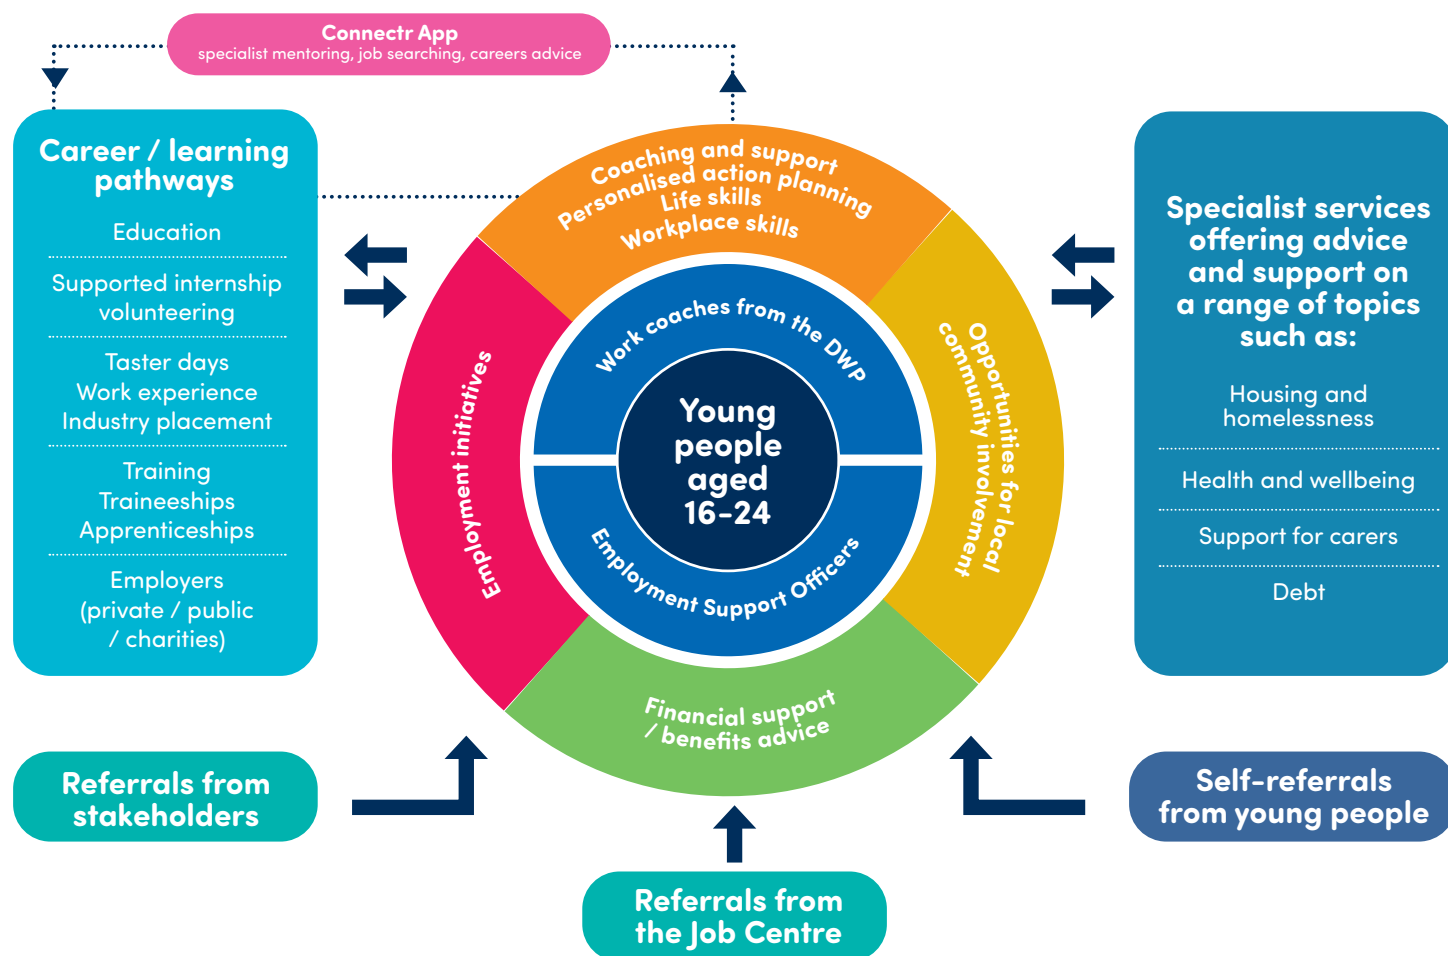 Connectr App
specialist mentoring, job searching, careers advice
Career / learning
pathways
Education
Supported internship
volunteering
Taster days
Work experience
Industry placement
Training
Traineeships
Apprenticeships
Employers
(private / public
/ charities)
Coaching and support
Personalised action planning
Life skills
Workplace skills
Employment initiatives
Work coaches from the DWP
Young
people
aged
16-24
Employment Support Officers
Opportunities for local
community involvement
Financial support
/ benefits advice
Specialist services
offering advice
and support on
a range of topics
such as:
Housing and
homelessness
Health and wellbeing
Support for carers
Debt
Referrals from
stakeholders
Referrals from
the Job Centre
Self-referrals
from young people